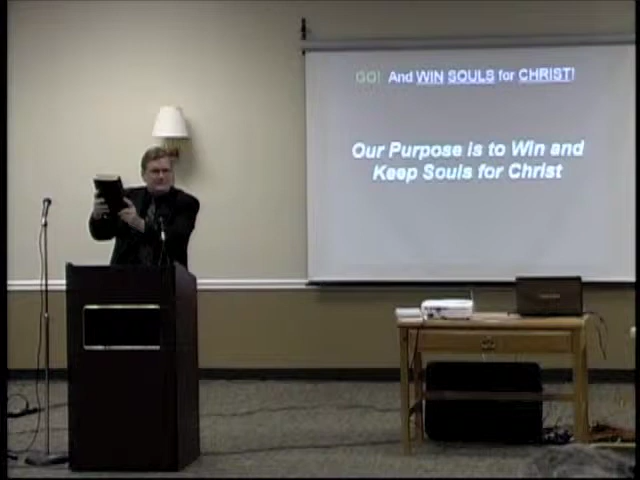 GO! And WIN SOULS for CHRIST!
Our Purpose is to Win and
Keep Souls for Christ